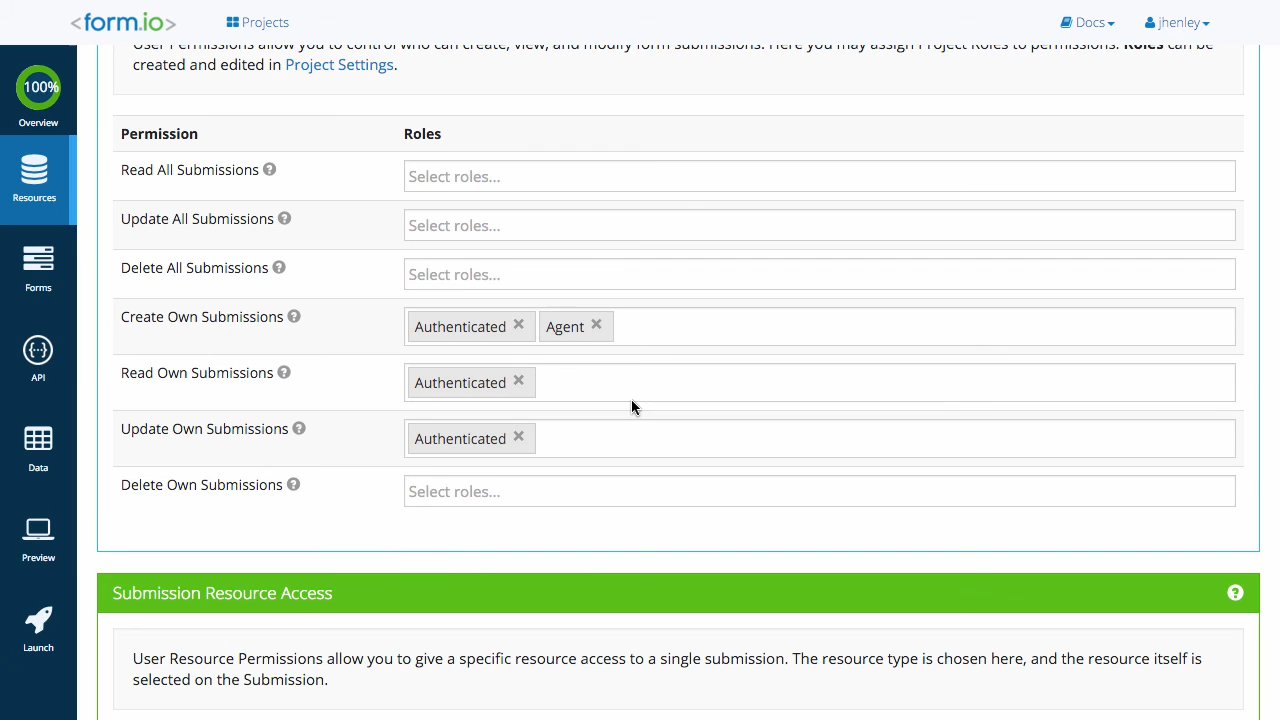 <form.io>
Projects
Docs
jhenley
User Permissions allow you to control who can create, view, and modify form submissions. Here you may assign Project Roles to permissions. Roles can be
created and edited in Project Settings.
100%
Overview
Resources
Forms
API
Data
Preview
Launch
Permission Roles
Read All Submissions Select roles...
Update All Submissions Select roles...
Delete All Submissions Select roles...
Create Own Submissions Authenticated Agent
Read Own Submissions Authenticated
Update Own Submissions Authenticated
Delete Own Submissions Select roles...
Submission Resource Access
User Resource Permissions allow you to give a specific resource access to a single submission. The resource type is chosen here, and the resource itself is
selected on the Submission.